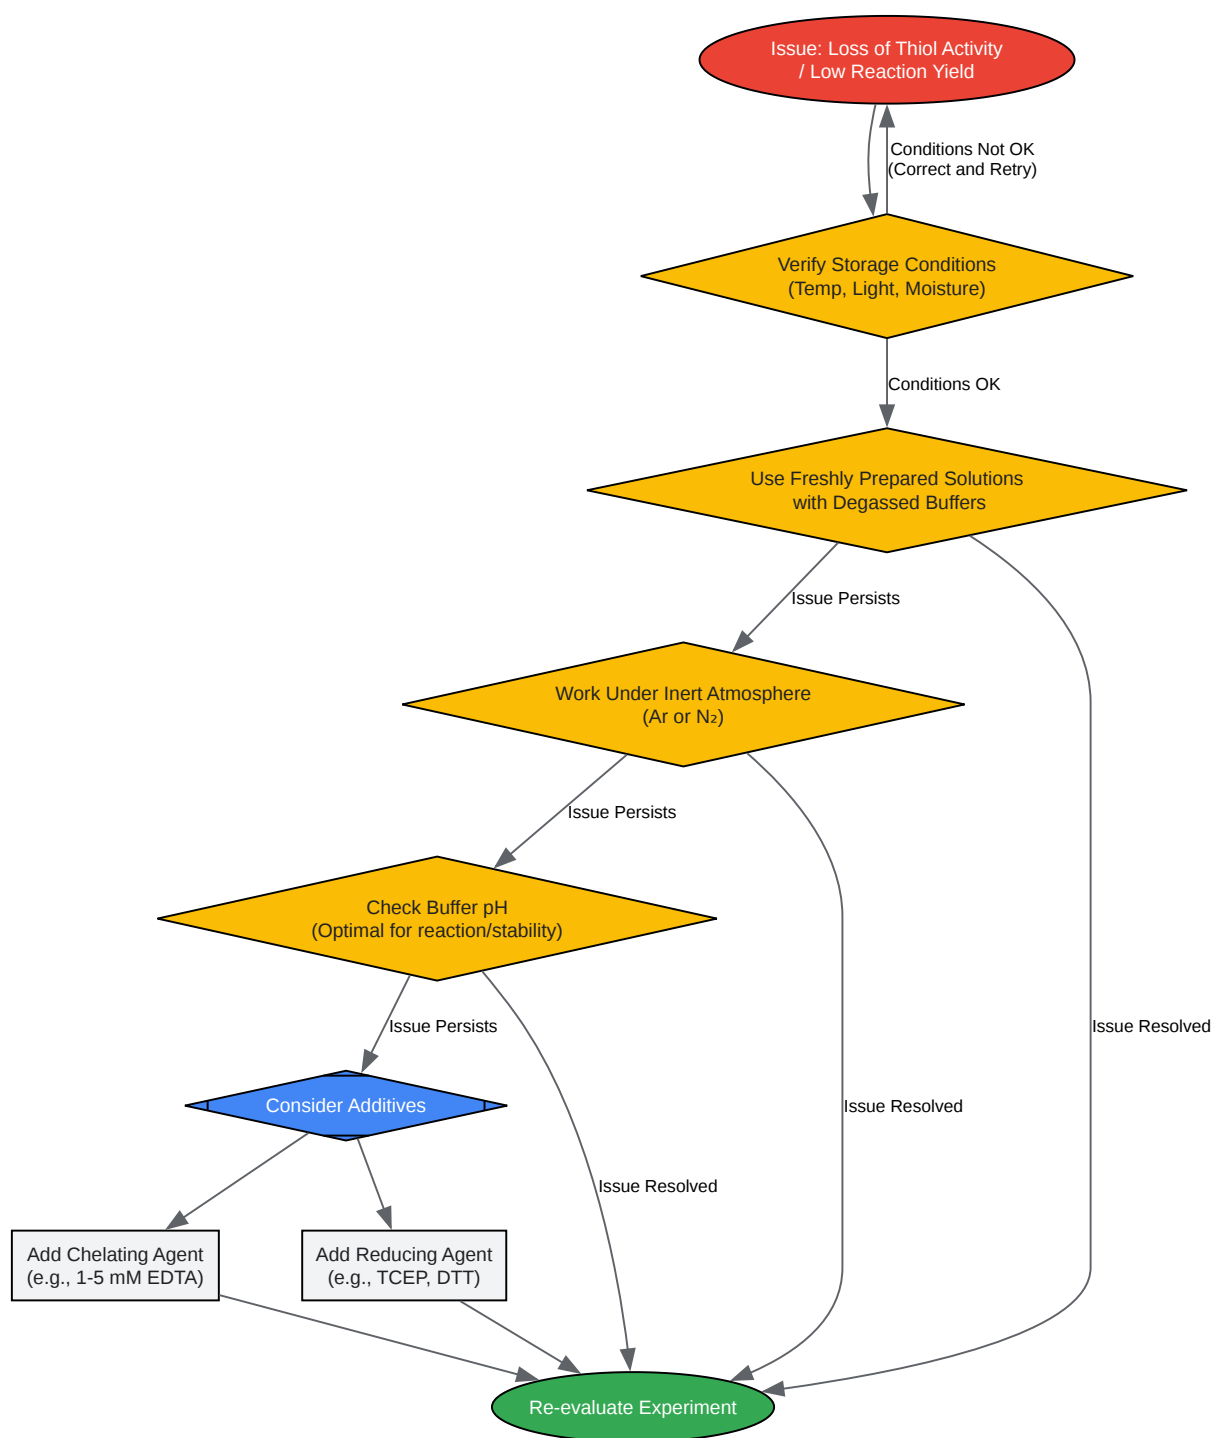 Issue: Loss of Thiol Activity
/ Low Reaction Yield
Conditions Not OK
(Correct and Retry)
Verify Storage Conditions
(Temp, Light, Moisture)
Conditions OK
Use Freshly Prepared Solutions
with Degassed Buffers
Issue Persists
Work Under Inert Atmosphere
(Ar or N₂)
Issue Persists
Check Buffer pH
(Optimal for reaction/stability)
Issue Persists
Issue Resolved
Consider Additives
Issue Resolved
Issue Resolved
Add Chelating Agent
(e.g., 1-5 mM EDTA)
Add Reducing Agent
(e.g., TCEP, DTT)
Re-evaluate Experiment